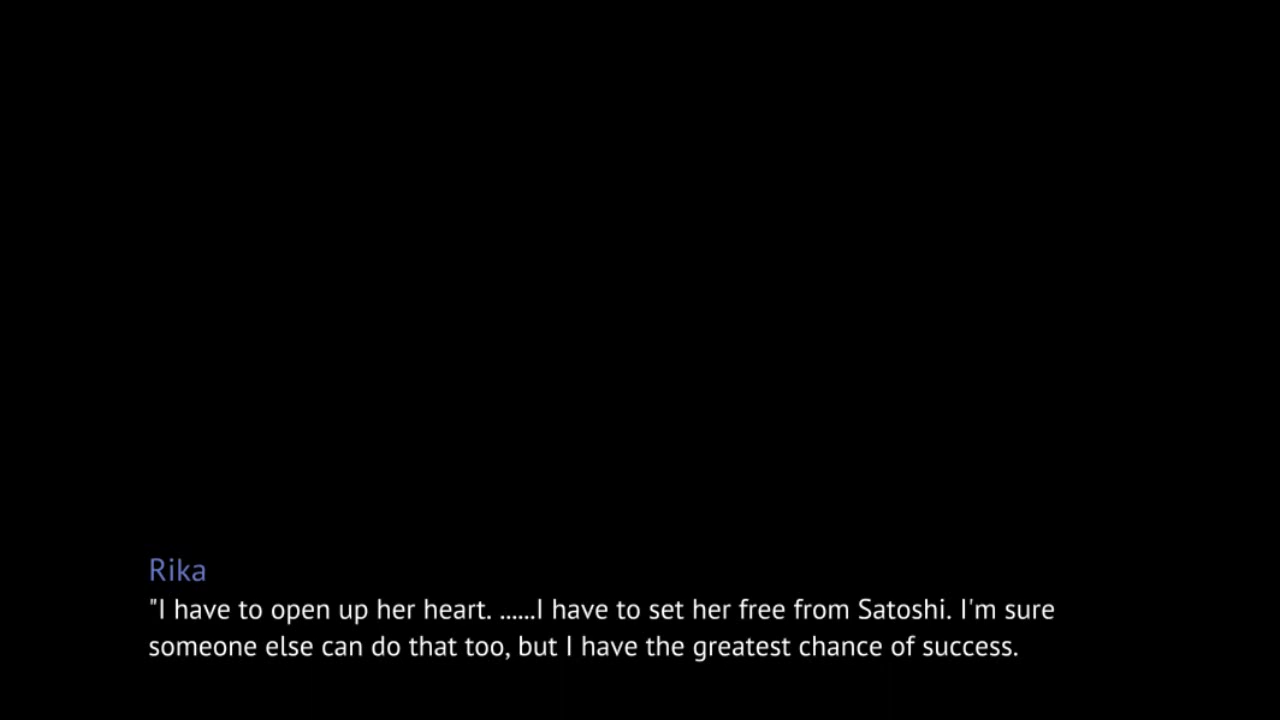 Rika
"I have to open up her heart. ......I have to set her free from Satoshi. I'm sure
someone else can do that too, but I have the greatest chance of success.